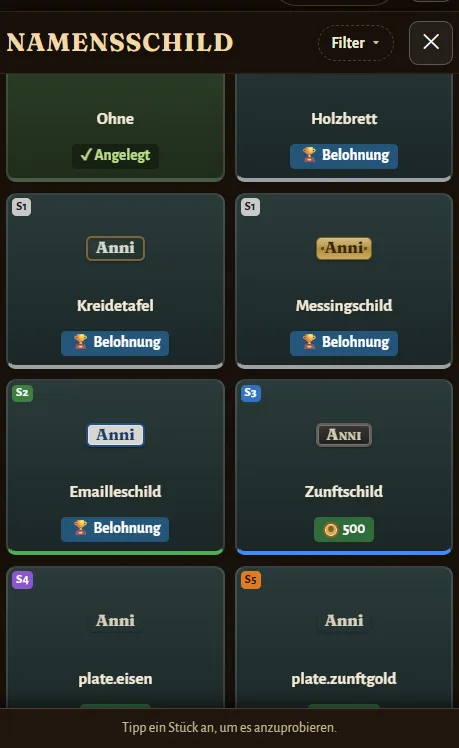 NAMENSSCHILD
Filter
Ohne
✓ Angelegt
Holzbrett
🏆 Belohnung
S1
Anni
Kreidetafel
🏆 Belohnung
S1
·Anni·
Messingschild
🏆 Belohnung
S2
Anni
Emailleschild
🏆 Belohnung
S3
Anni
Zunftschild
500
S4
Anni
plate.eisen
S5
Anni
plate.zunftgold
Tipp ein Stück an, um es anzuprobieren.